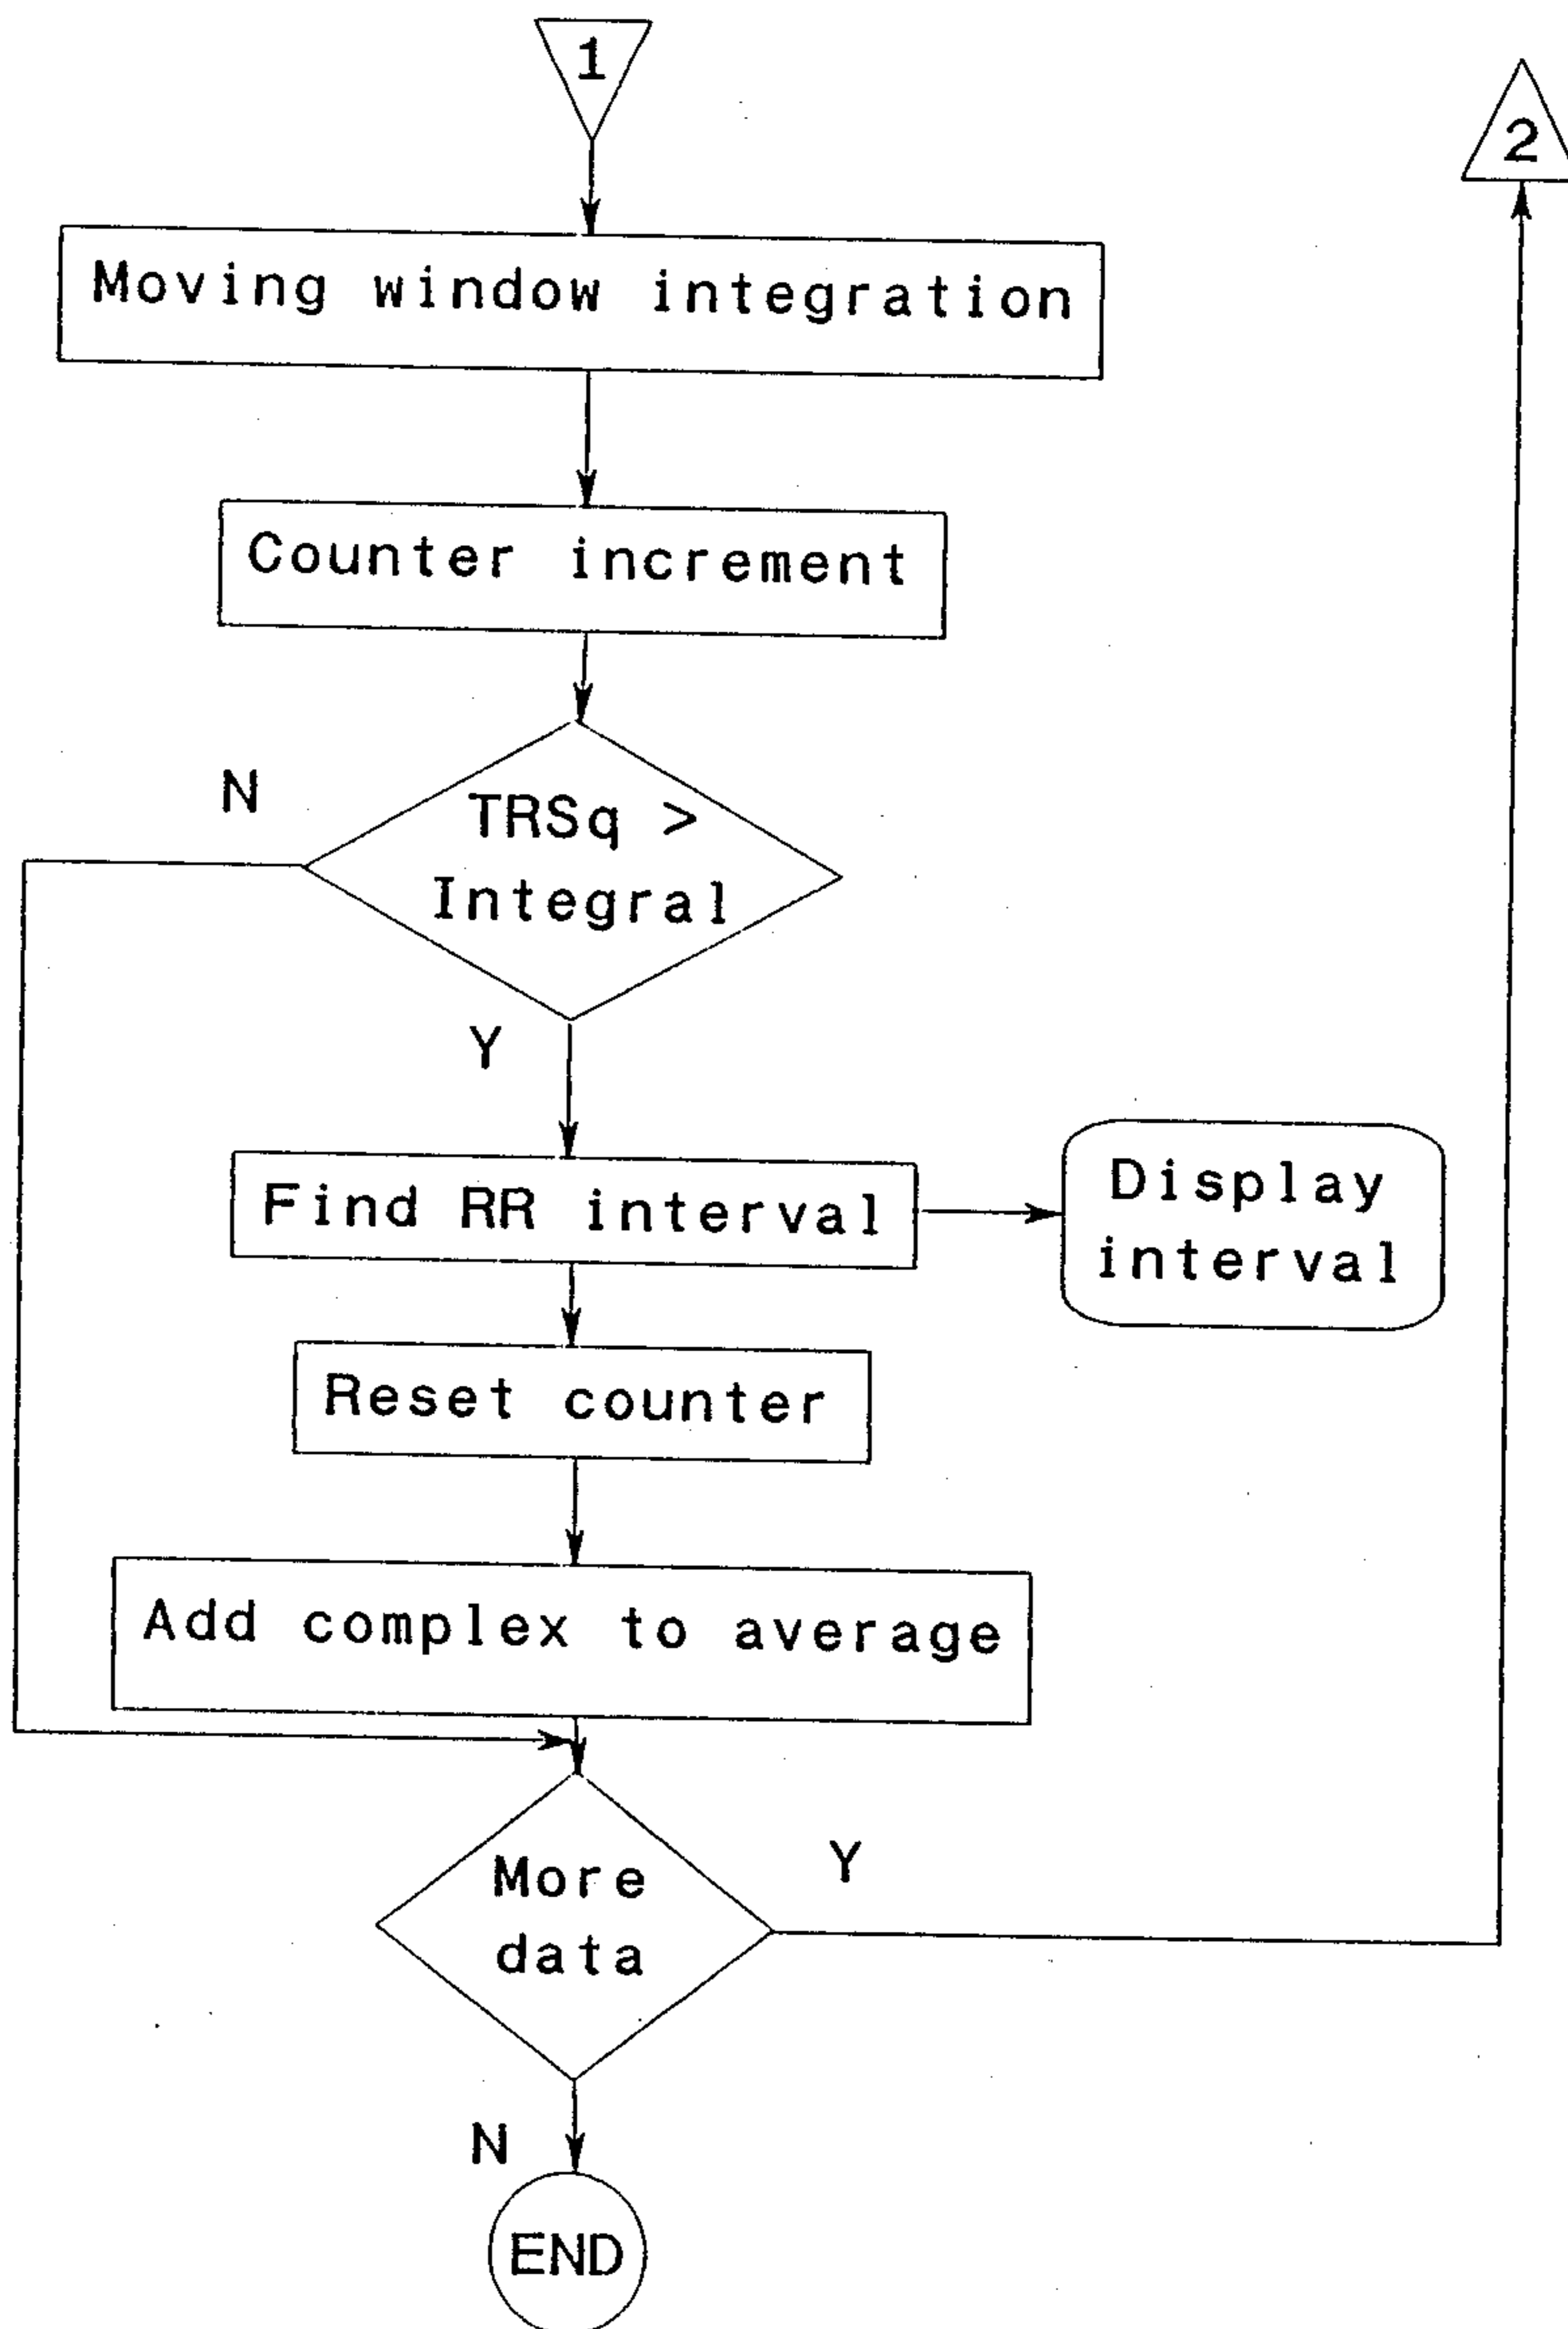 1
2
Moving window integration
Counter increment
N
TRSq >
Integral
Y
Find RR interval
Display
interval
Reset counter
Add complex to average
More
data
Y
N
END